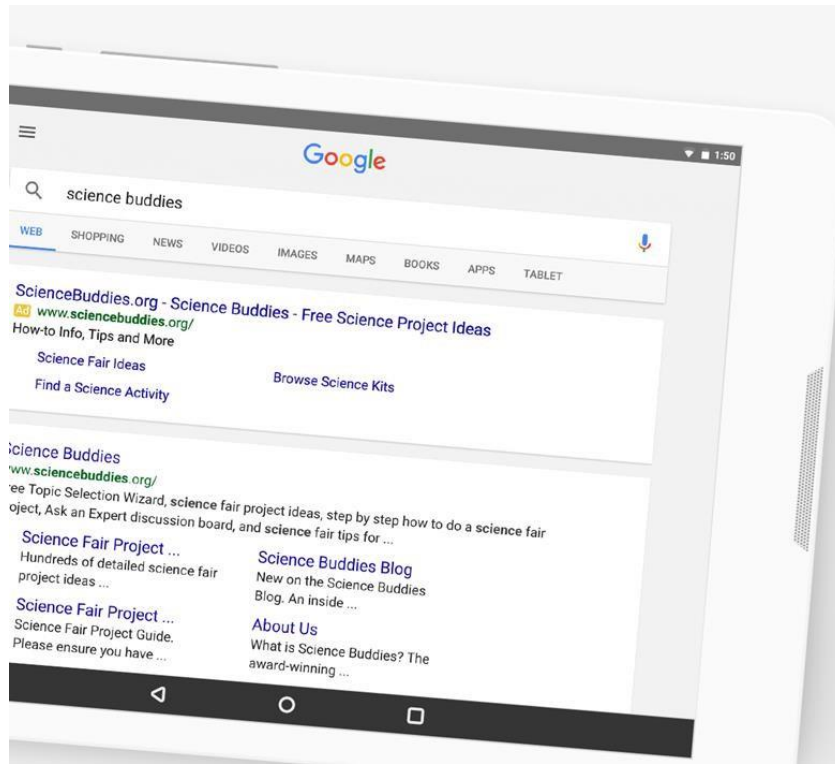 1:50
Google
science buddies
WEB SHOPPING NEWS VIDEOS IMAGES MAPS BOOKS APPS TABLET
ScienceBuddies.org - Science Buddies - Free Science Project Ideas
Ad www.sciencebuddies.org/
How-to Info, Tips and More
Science Fair Ideas
Browse Science Kits
Find a Science Activity
Science Buddies
www.sciencebuddies.org/
ree Topic Selection Wizard, science fair project ideas, step by step how to do a science fair
oject, Ask an Expert discussion board, and science fair tips for ...
Science Fair Project ...
Hundreds of detailed science fair
project ideas ...
Science Buddies Blog
New on the Science Buddies
Blog. An inside ...
Science Fair Project ...
Science Fair Project Guide.
Please ensure you have ...
About Us
What is Science Buddies? The
award-winning ...